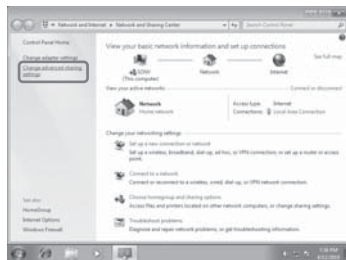 Network and Internet ▸ Network and Sharing Center
Search Control Panel
Control Panel Home
Change adapter settings
Change advanced sharing
settings
View your basic network information and set up connections
See full map
(This computer)
Network
Internet
View your active networks
Connect or disconnect
Network
Home network
Access type: Internet
Connections: Local Area Connection
Change your networking settings
Set up a new connection or network
Set up a wireless, broadband, dial-up, ad hoc, or VPN connection; or set up a router or access
point.
Connect to a network
Connect or reconnect to a wireless, wired, dial-up, or VPN network connection.
Choose homegroup and sharing options
Access files and printers located on other network computers, or change sharing settings.
Troubleshoot problems
Diagnose and repair network problems, or get troubleshooting information.
See also
HomeGroup
Internet Options
Windows Firewall